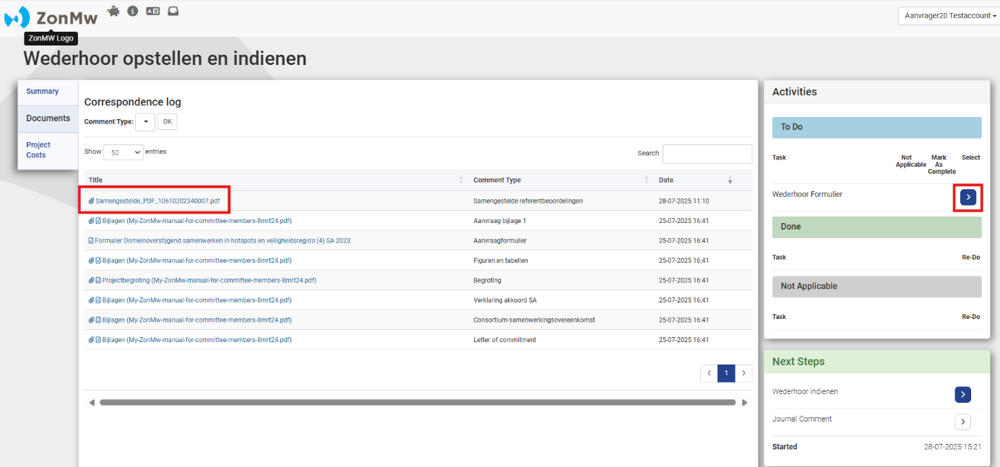 ZonMw
Aanvrager20 Testaccount
ZonMW Logo
Wederhoor opstellen en indienen
Summary
Documents
Project
Costs
Correspondence log
Comment Type:
OK
Show 50 entries
Search
Title Comment Type Date
Samengestelde_PDF_10610202340007.pdf Samengestelde referentbeoordelingen 28-07-2025 11:10
Bijlagen (My-ZonMw-manual-for-committee-members-8mrt24.pdf) Aanvraag bijlage 1 25-07-2025 16:41
Formulier Domeinoverstijgend samenwerken in hotspots en veiligheidsregio's (4) SA 2023 Aanvraagformulier 25-07-2025 16:41
Bijlagen (My-ZonMw-manual-for-committee-members-8mrt24.pdf) Figuren en tabellen 25-07-2025 16:41
Projectbegroting (My-ZonMw-manual-for-committee-members-8mrt24.pdf) Begroting 25-07-2025 16:41
Bijlagen (My-ZonMw-manual-for-committee-members-8mrt24.pdf) Verklaring akkoord SA 25-07-2025 16:41
Bijlagen (My-ZonMw-manual-for-committee-members-8mrt24.pdf) Consortium-samenwerkingsovereenkomst 25-07-2025 16:41
Bijlagen (My-ZonMw-manual-for-committee-members-8mrt24.pdf) Letter of commitment 25-07-2025 16:41
1
Activities
To Do
Task Not Applicable Mark As Complete Select
Wederhoor Formulier
Done
Task Re-Do
Not Applicable
Task Re-Do
Next Steps
Wederhoor indienen
Journal Comment
Started 28-07-2025 15:21